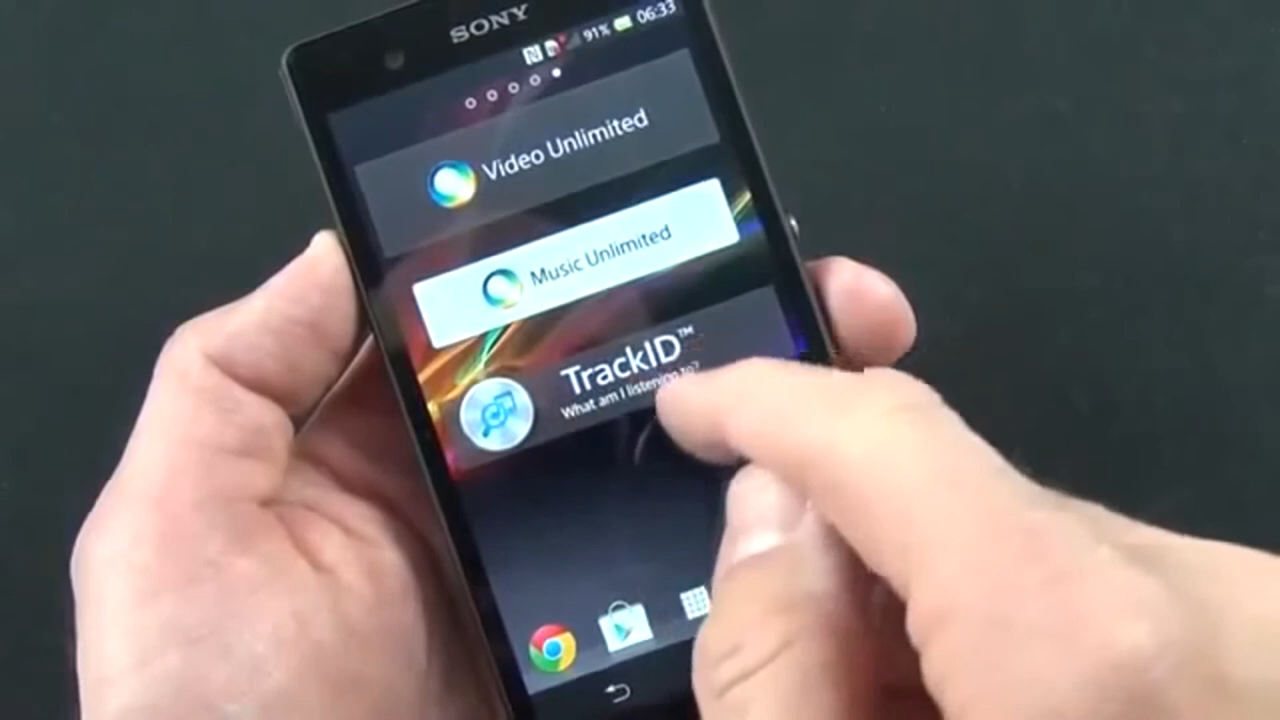 SONY
91% 06:33
Video Unlimited
Music Unlimited
TrackID™
What am I listening to?